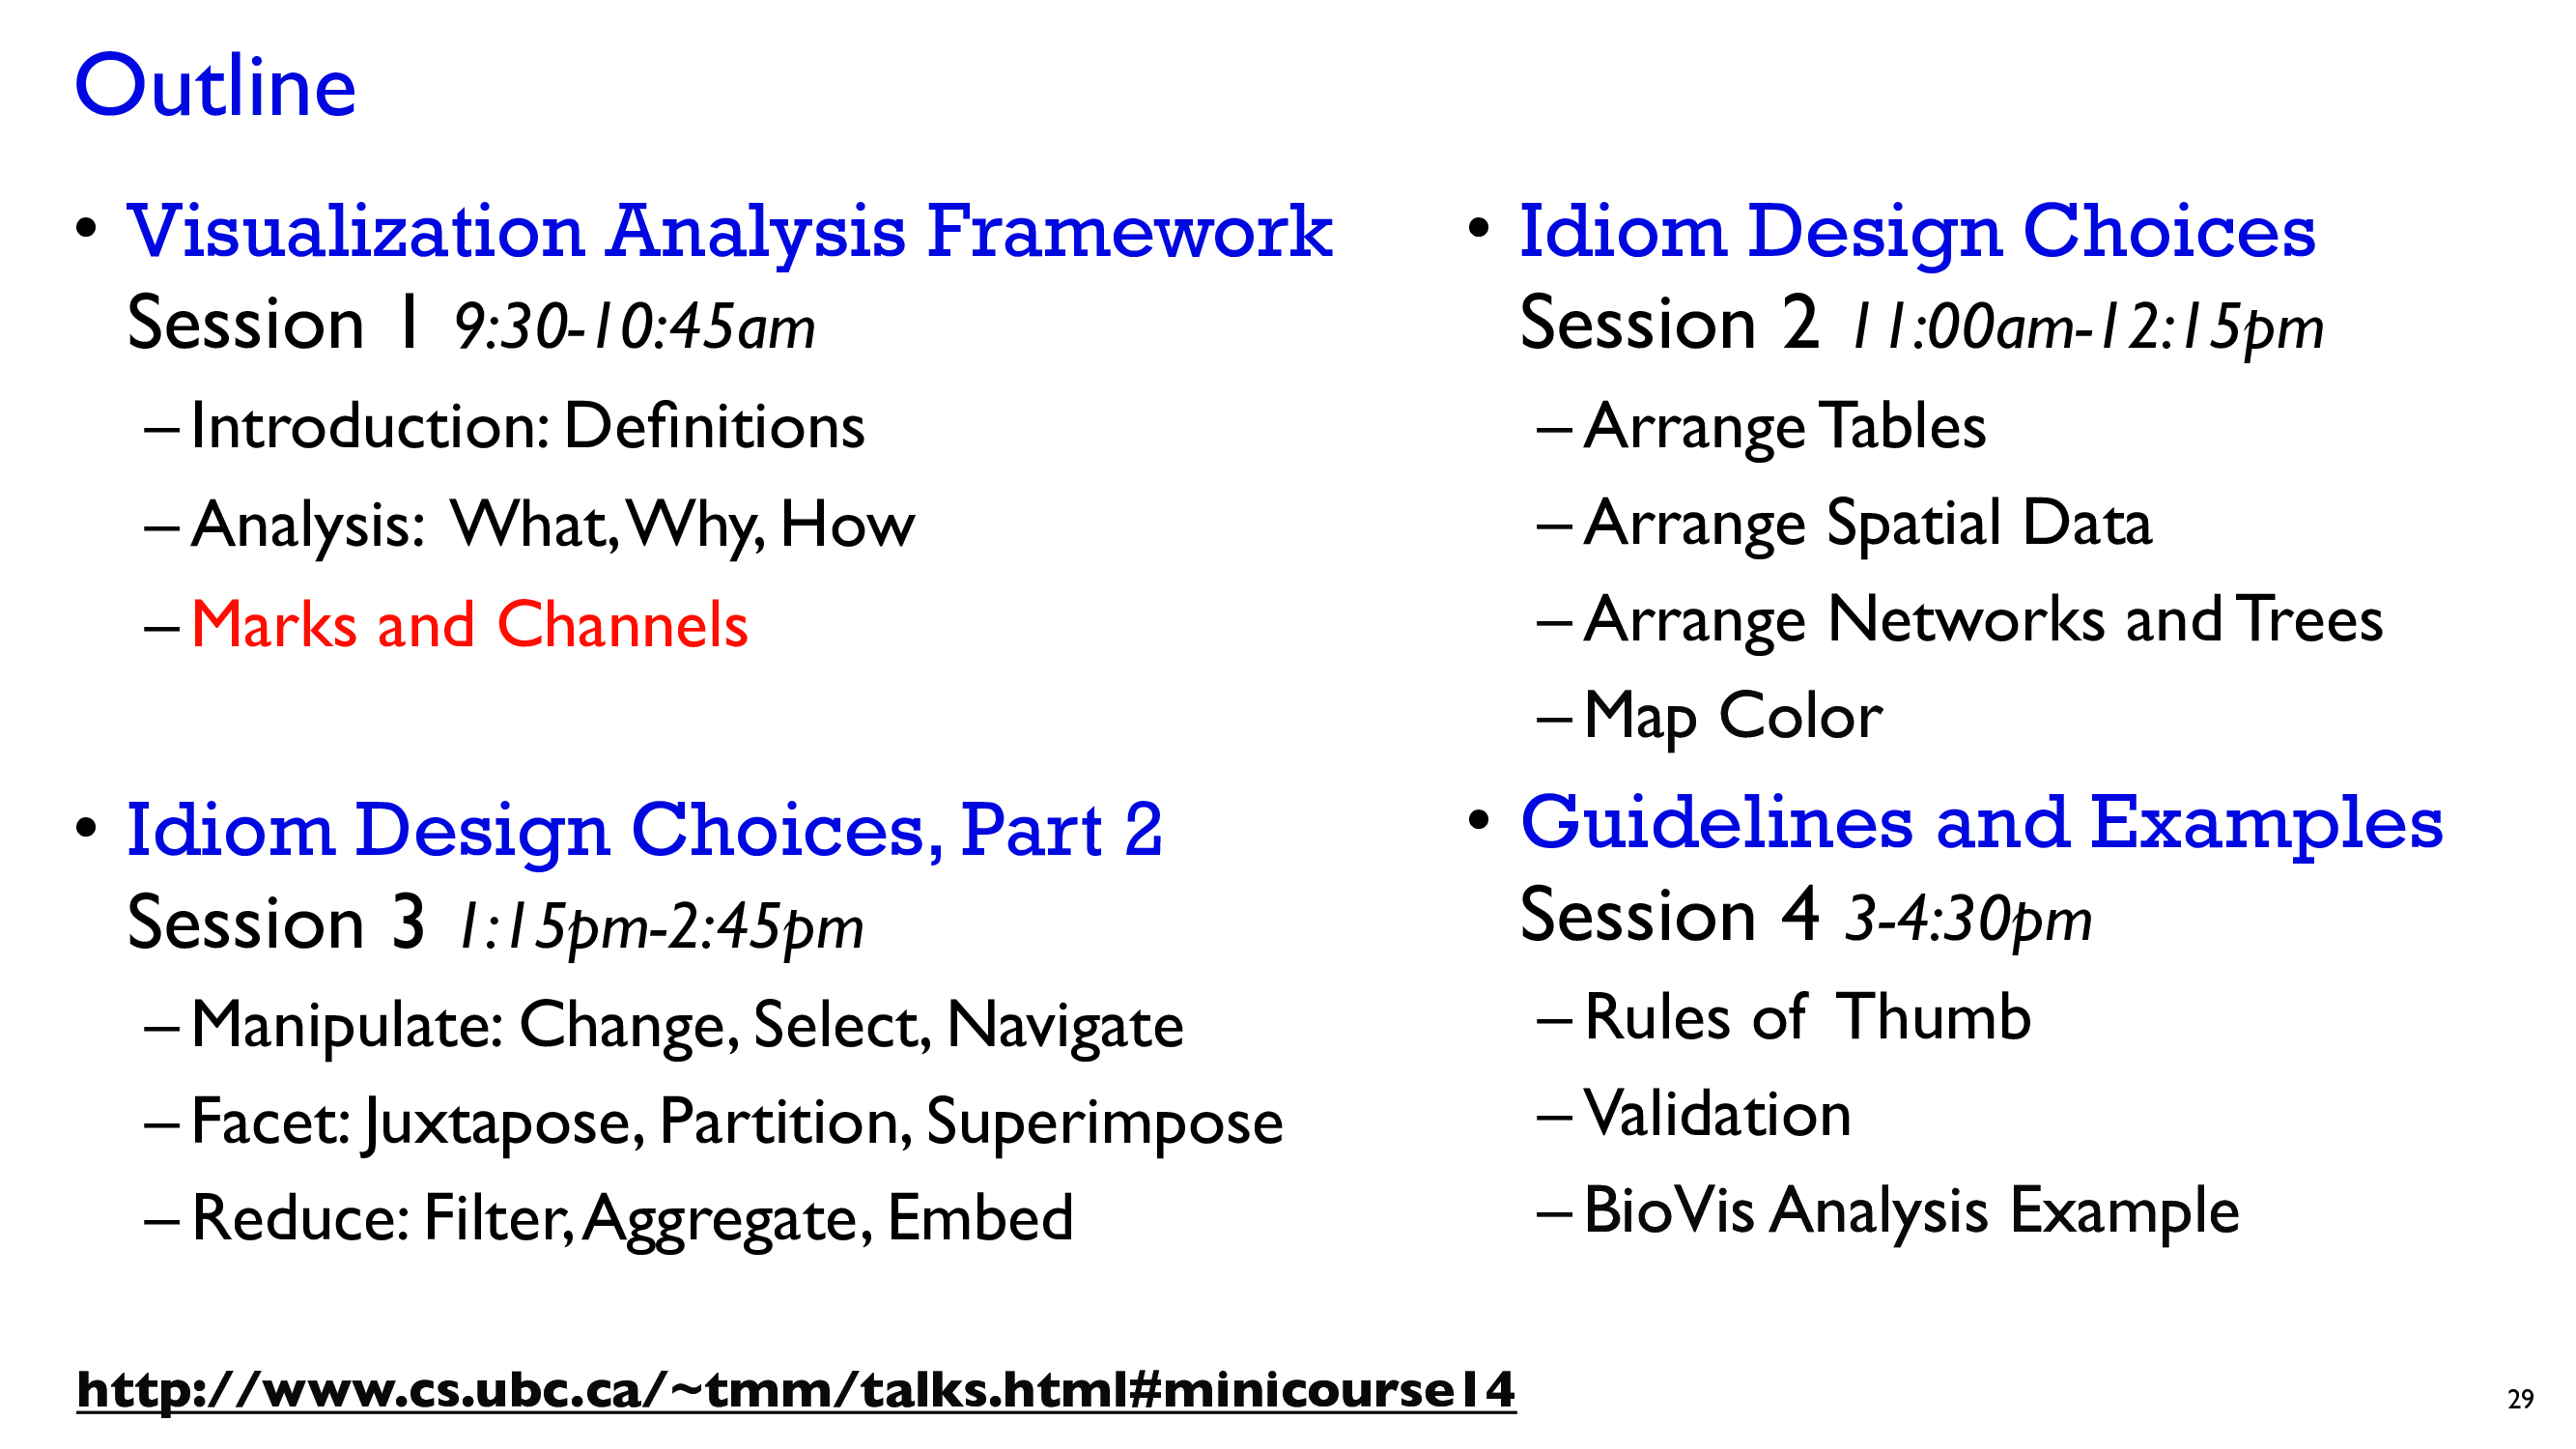 Outline
• Visualization Analysis Framework
Session 1 9:30-10:45am
– Introduction: Definitions
– Analysis: What, Why, How
– Marks and Channels
• Idiom Design Choices, Part 2
Session 3 1:15pm-2:45pm
– Manipulate: Change, Select, Navigate
– Facet: Juxtapose, Partition, Superimpose
– Reduce: Filter, Aggregate, Embed
• Idiom Design Choices
Session 2 11:00am-12:15pm
– Arrange Tables
– Arrange Spatial Data
– Arrange Networks and Trees
– Map Color
• Guidelines and Examples
Session 4 3-4:30pm
– Rules of Thumb
– Validation
– BioVis Analysis Example
http://www.cs.ubc.ca/~tmm/talks.html#minicourse14
29